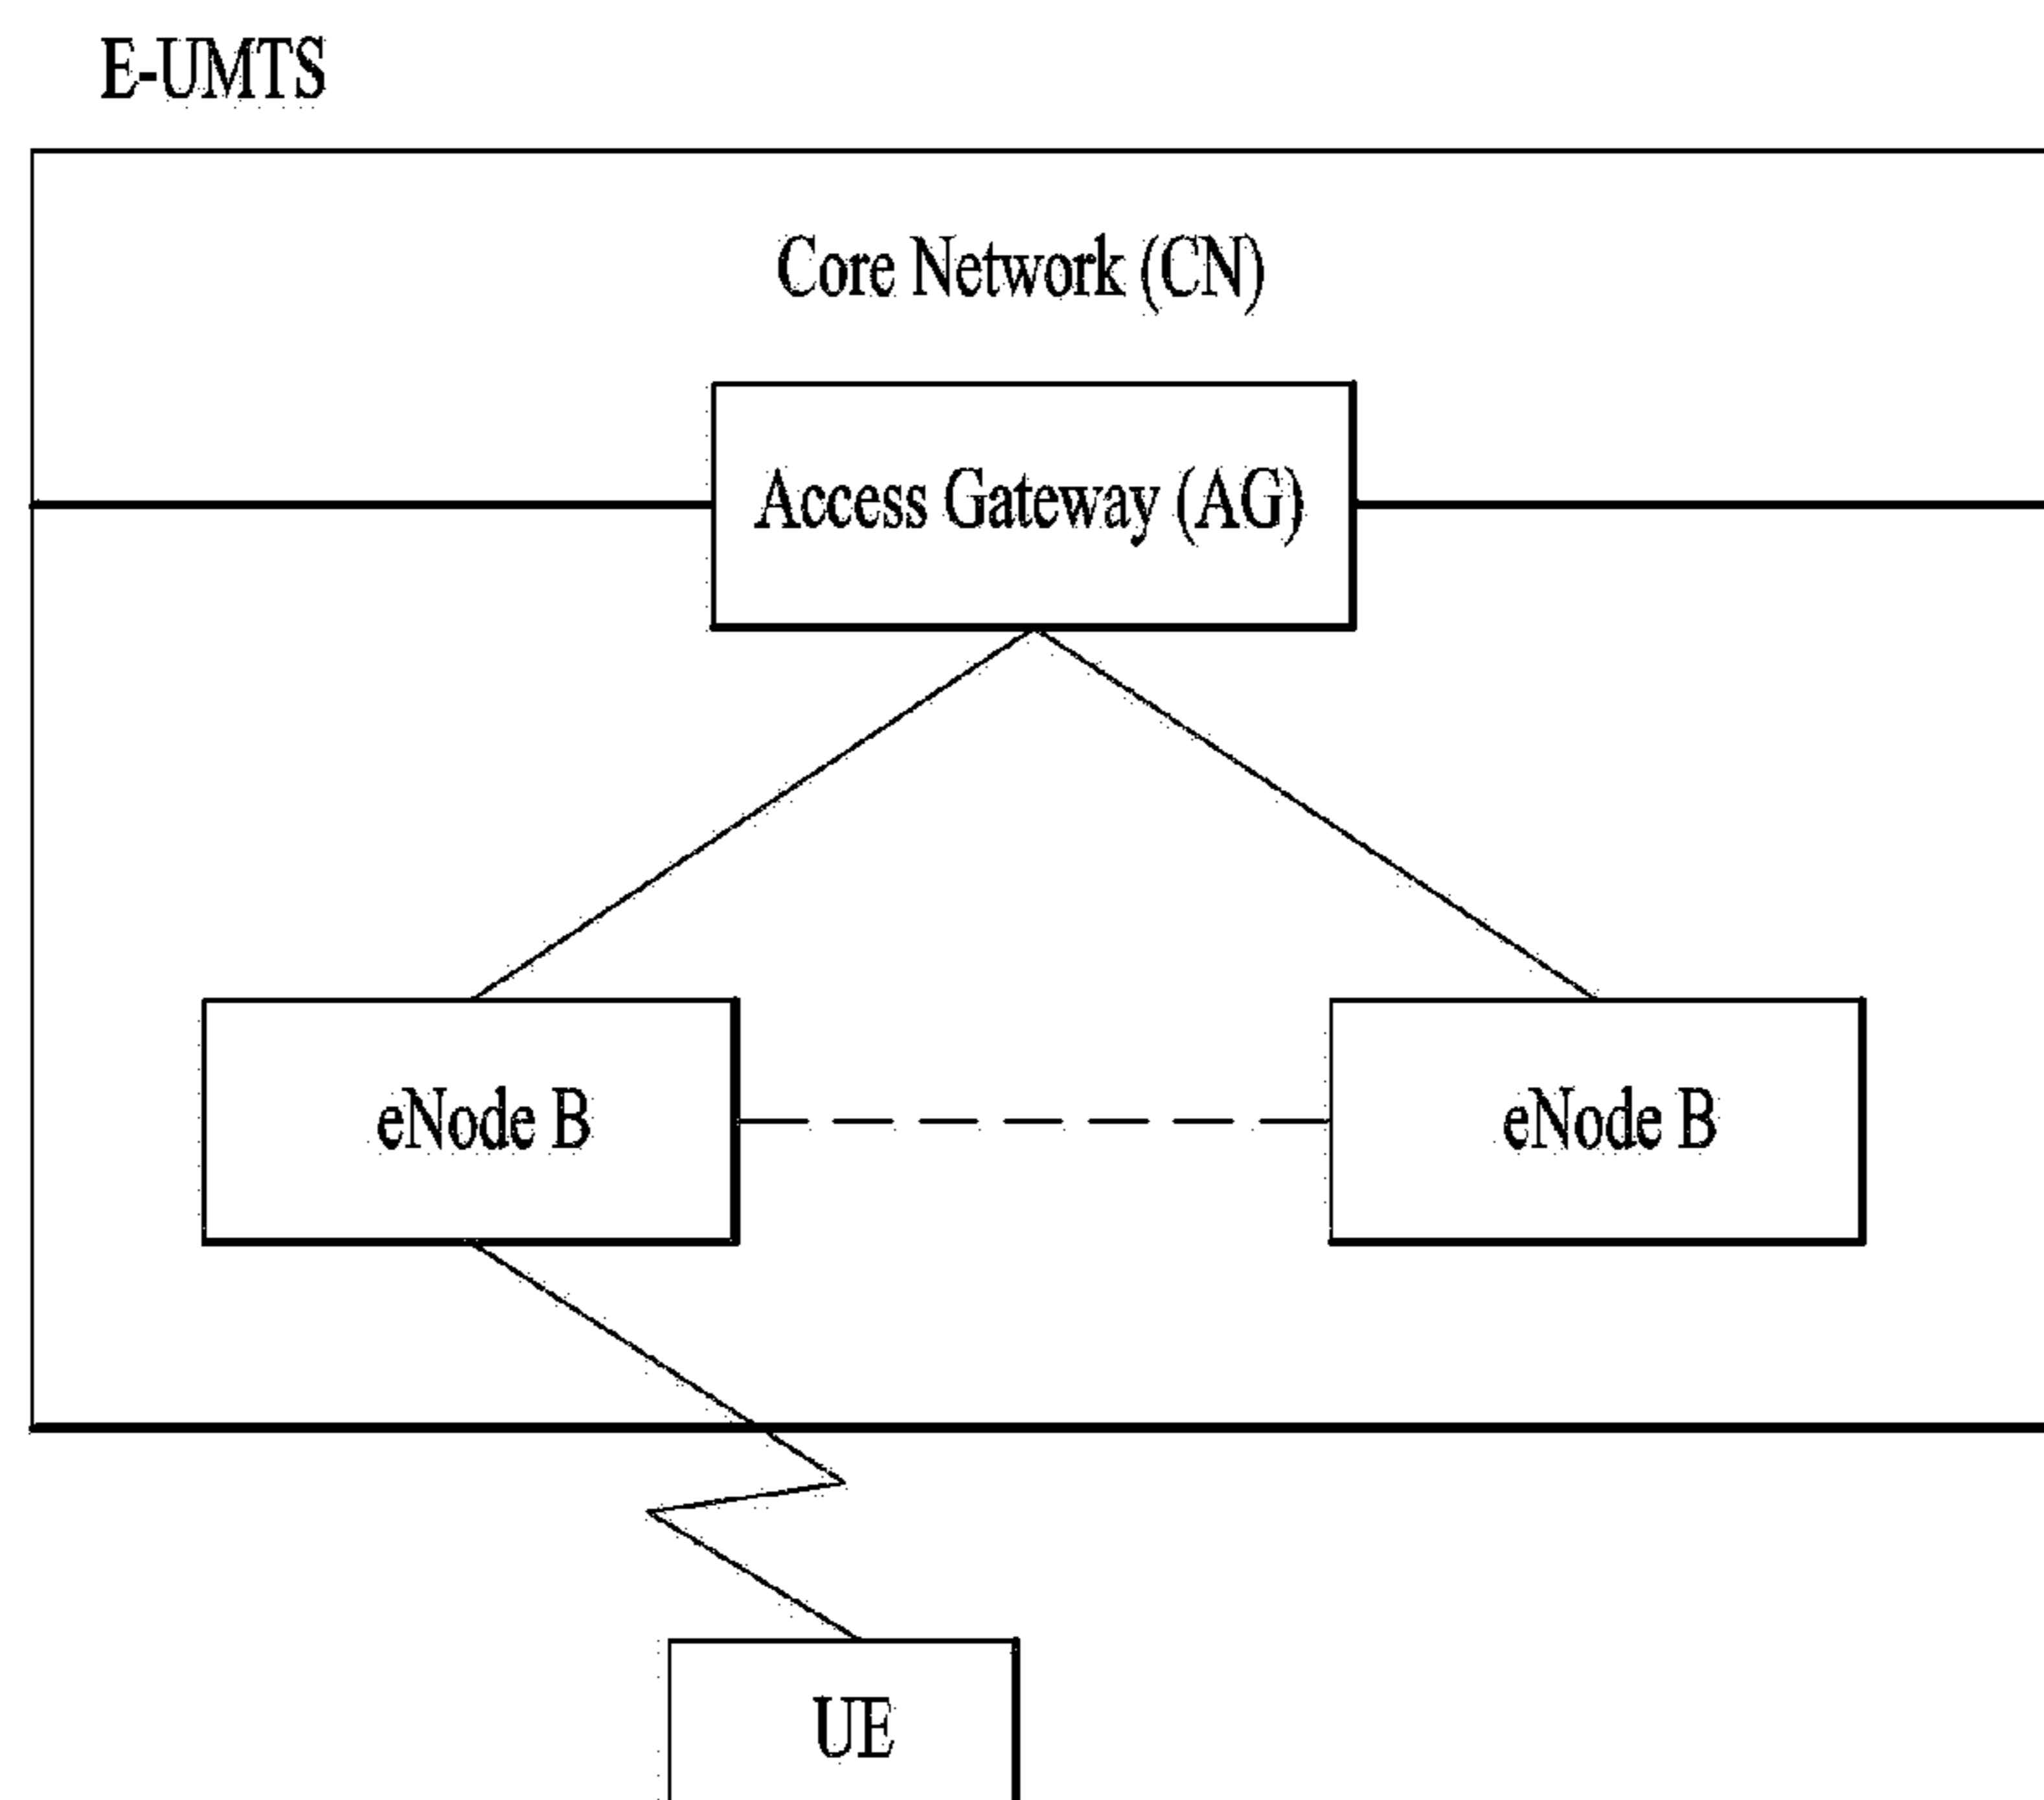 E-UMTS
Core Network (CN)
Access Gateway (AG)
eNode B
eNode B
UE